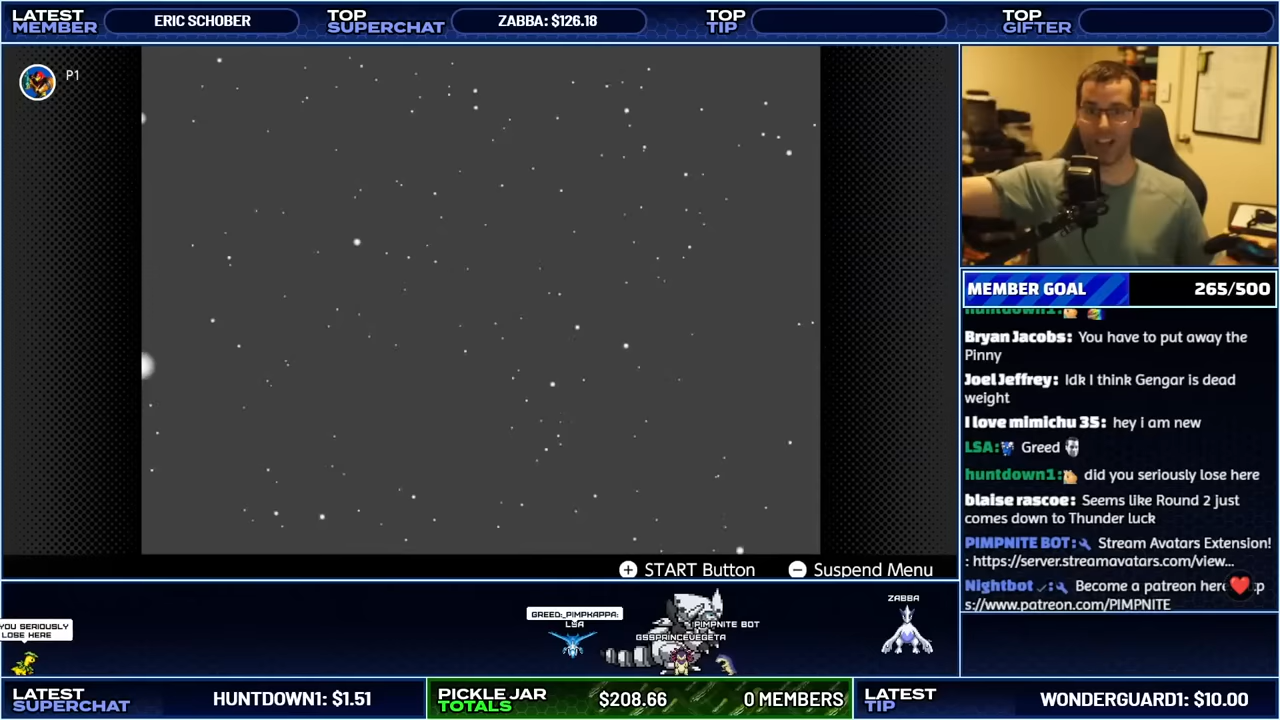 LATEST MEMBER
ERIC SCHOBER
TOP SUPERCHAT
ZABBA: $126.18
TOP TIP
TOP GIFTER
P1
MEMBER GOAL
265/500
huntdown1:
Bryan Jacobs: You have to put away the
Pinny
Joel Jeffrey: Idk I think Gengar is dead
weight
I love mimichu 35: hey i am new
LSA: Greed
huntdown1: did you seriously lose here
blaise rascoe: Seems like Round 2 just
comes down to Thunder luck
PIMPNITE BOT: Stream Avatars Extension!
: https://server.streamavatars.com/view...
Nightbot: Become a patreon here
s://www.patreon.com/PIMPNITE
+ START Button
− Suspend Menu
YOU SERIOUSLY
LOSE HERE
GREED:_PIMPKAPPA:
LSA
PIMPNITE BOT
GSSPRINCEVEGETA
ZABBA
LATEST SUPERCHAT
HUNTDOWN1: $1.51
PICKLE JAR TOTALS
$208.66
0 MEMBERS
LATEST TIP
WONDERGUARD1: $10.00